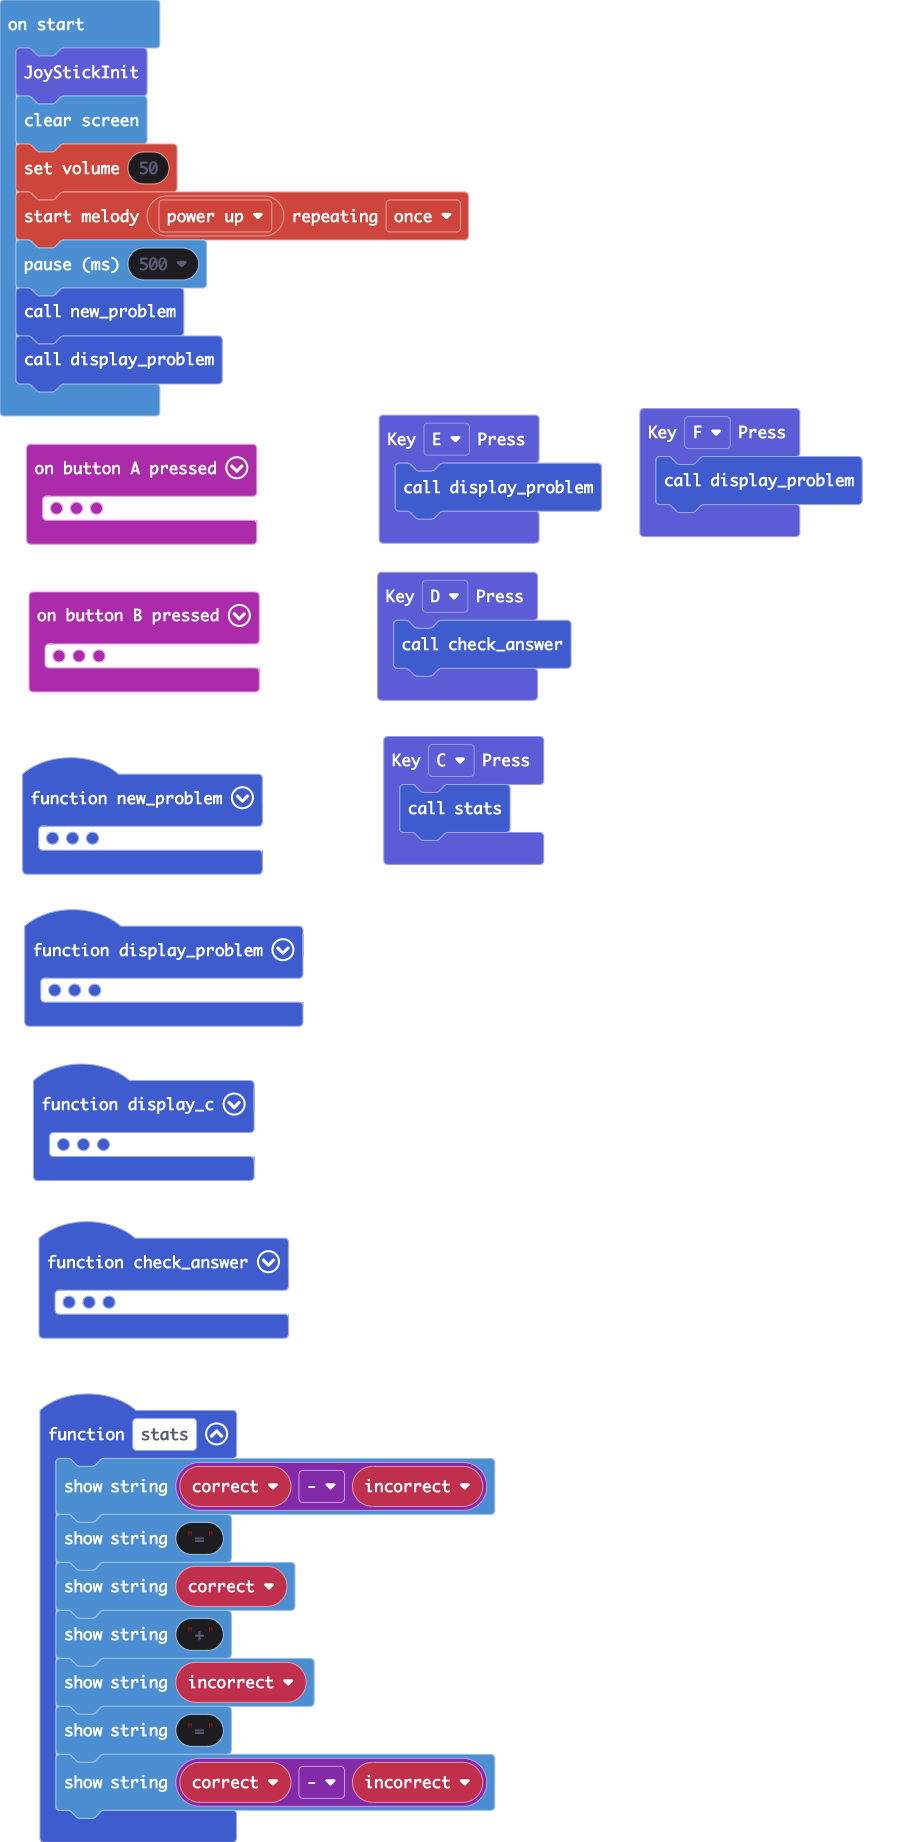 on start
JoyStickInit
clear screen
set volume 50
start melody power up repeating once
pause (ms) 500
call new_problem
call display_problem
on button A pressed
Key E Press
call display_problem
Key F Press
call display_problem
on button B pressed
Key D Press
call check_answer
Key C Press
call stats
function new_problem
function display_problem
function display_c
function check_answer
function stats
show string correct - incorrect
show string "="
show string correct
show string "+"
show string incorrect
show string "="
show string correct - incorrect